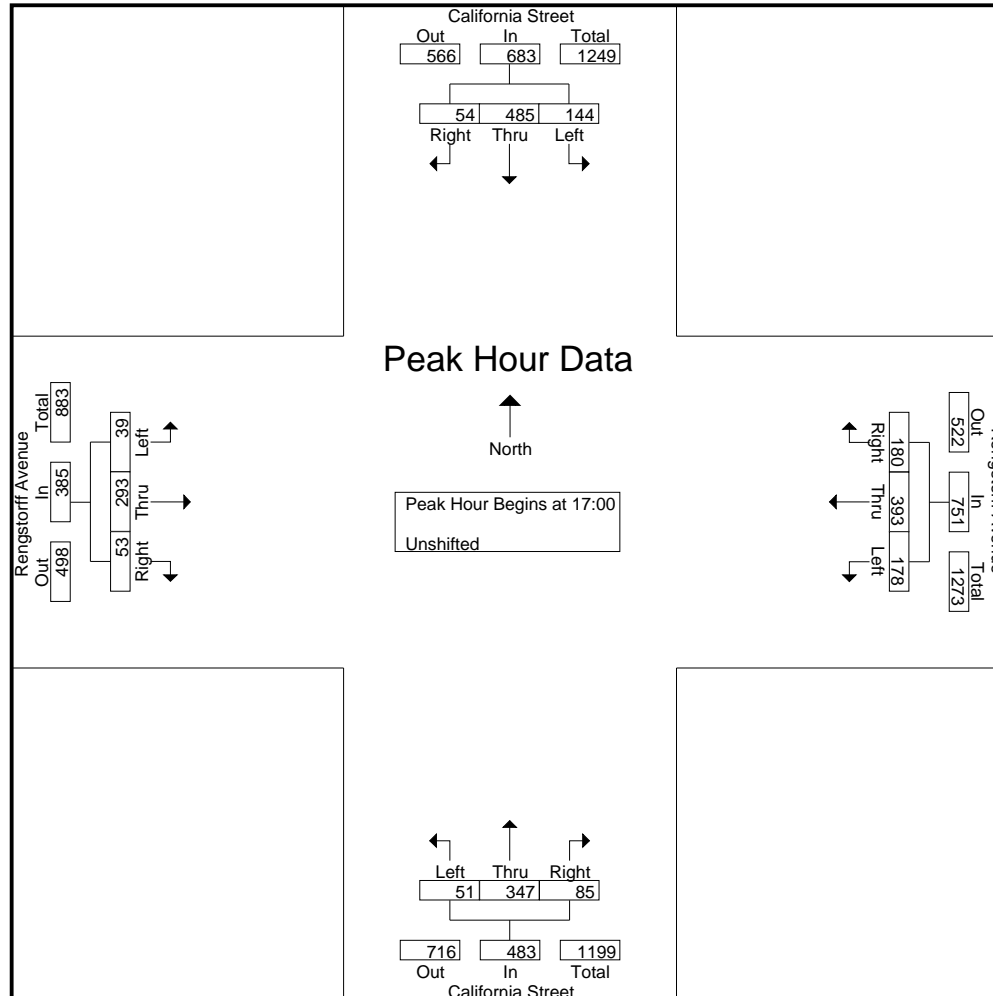 California Street
Out In Total
566 683 1249
54 485 144
Right Thru Left
Peak Hour Data
North
Peak Hour Begins at 17:00
Unshifted
Rengstorff Avenue
Total In Out
883 385 498
39 293 53
Left Thru Right
Right Thru Left
180 393 178
Out In Total
522 751 1273
Left Thru Right
51 347 85
716 483 1199
Out In Total
California Street